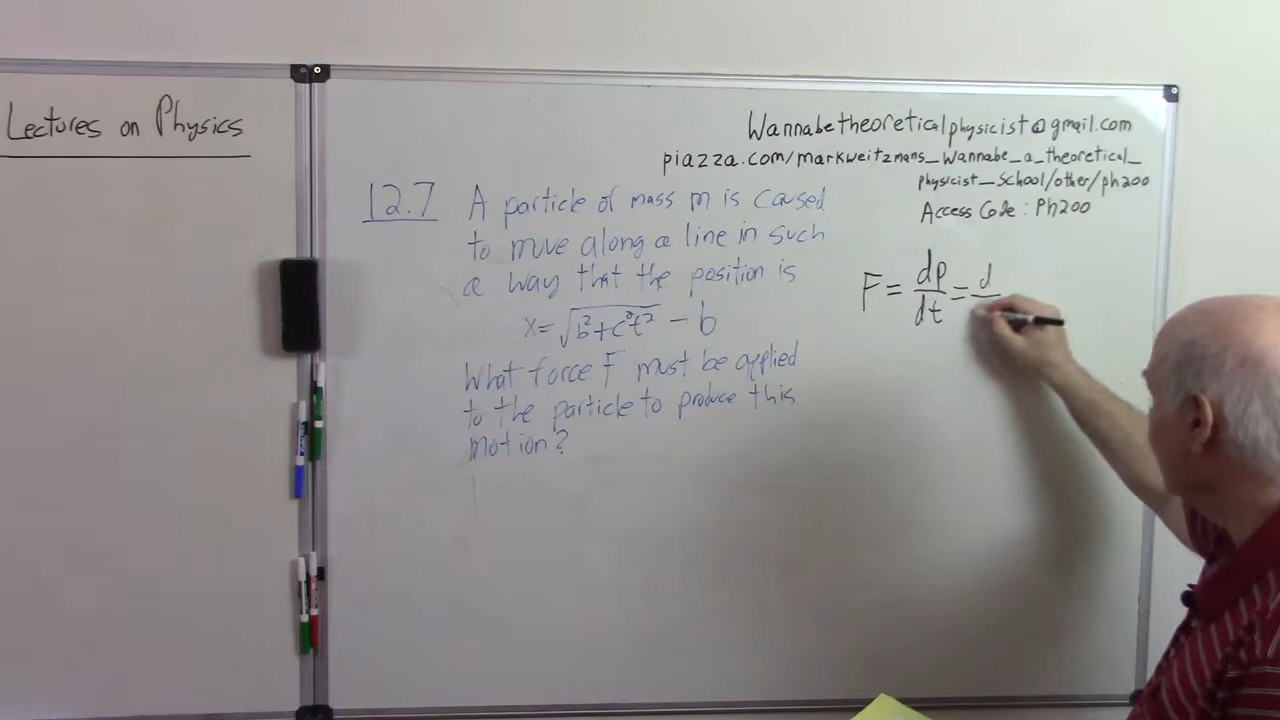 Lectures on Physics
Wannabetheoreticalphysicist@gmail.com
piazza.com/markweitzmans_wannabe_a_theoretical_
physicist_School/other/ph200
Access Code: Ph200
12.7 A particle of mass m is caused
to move along a line in such
a way that the position is
x=√b²+c²t² - b
What force F must be applied
to the particle to produce this
motion?
F = dp/dt = d